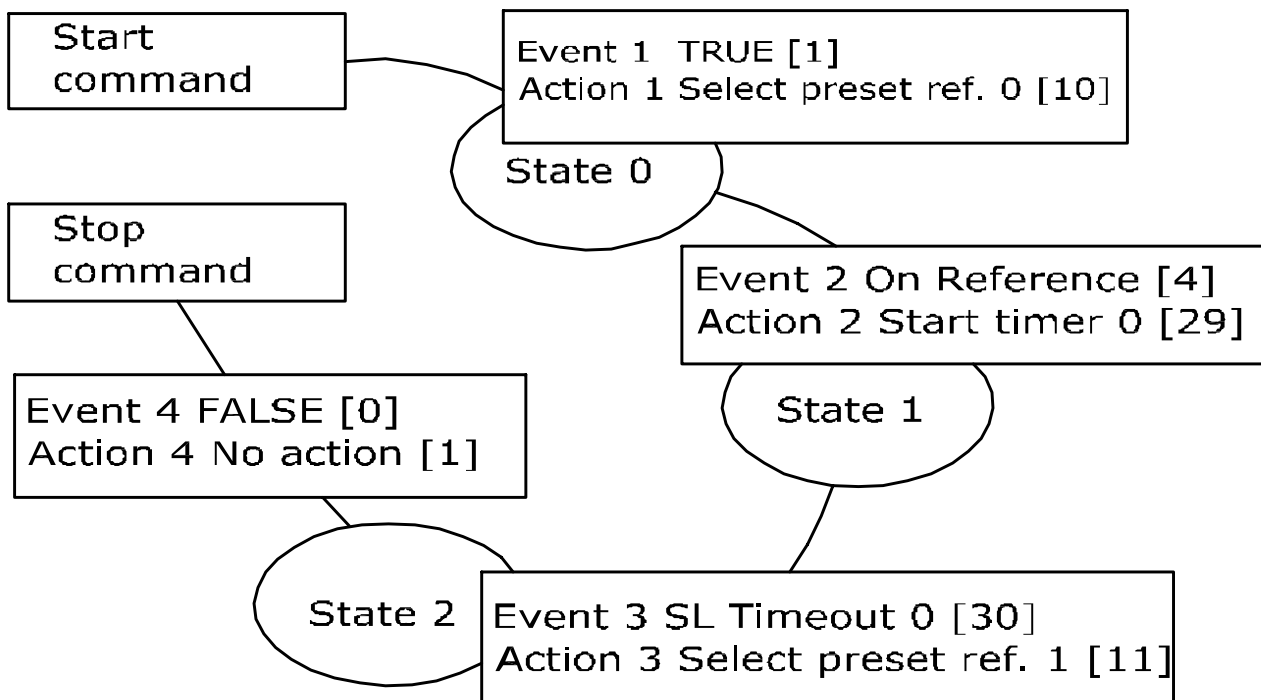 Start
command
Event 1 TRUE [1]
Action 1 Select preset ref. 0 [10]
State 0
Stop
command
Event 2 On Reference [4]
Action 2 Start timer 0 [29]
State 1
Event 4 FALSE [0]
Action 4 No action [1]
State 2
Event 3 SL Timeout 0 [30]
Action 3 Select preset ref. 1 [11]